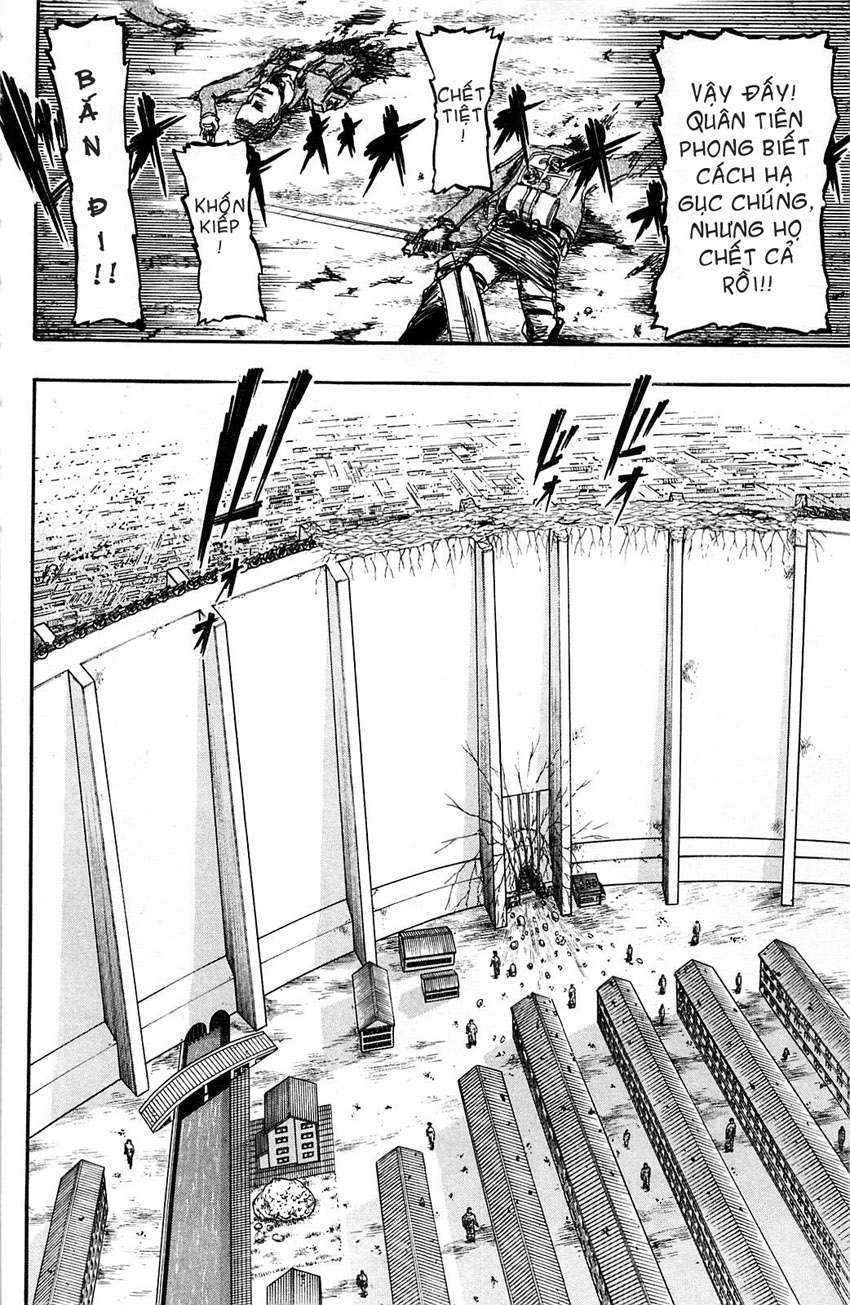 VẬY ĐẤY!
QUÂN TIÊN
PHONG BIẾT
CÁCH HẠ
GỤC CHÚNG,
NHƯNG HỌ
CHẾT CẢ
RỒI!!
CHẾT
TIỆT
!
KHỐN
KIẾP
!
BẮN ĐI!!